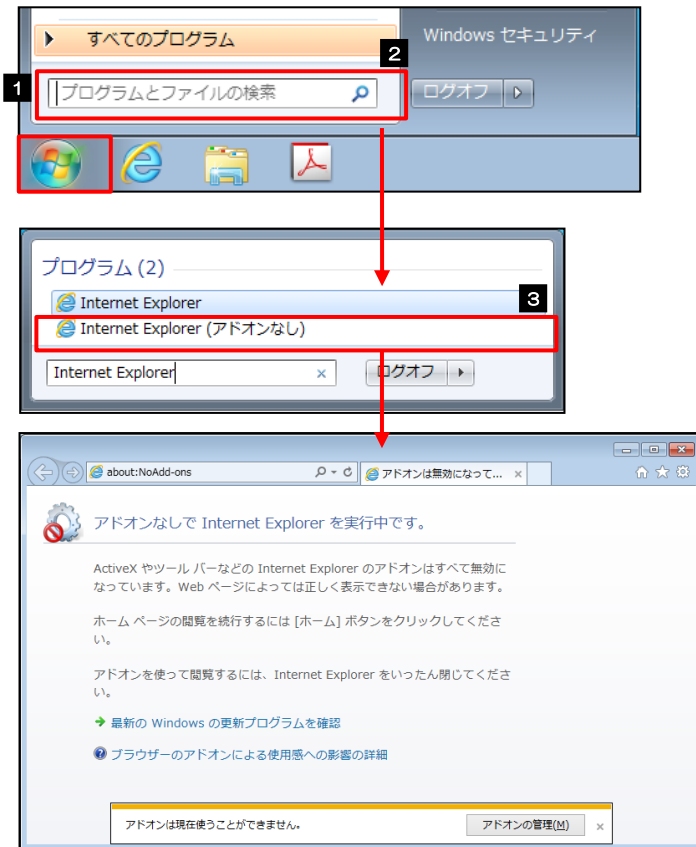 すべてのプログラム
Windows セキュリティ
2
1
プログラムとファイルの検索
ログオフ
プログラム (2)
Internet Explorer
3
Internet Explorer (アドオンなし)
Internet Explorer
ログオフ
about:NoAdd-ons
アドオンは無効になって...
アドオンなしで Internet Explorer を実行中です。
ActiveX やツール バーなどの Internet Explorer のアドオンはすべて無効に
なっています。Web ページによっては正しく表示できない場合があります。
ホーム ページの閲覧を続行するには [ホーム] ボタンをクリックしてくださ
い。
アドオンを使って閲覧するには、Internet Explorer をいったん閉じてくださ
い。
最新の Windows の更新プログラムを確認
ブラウザーのアドオンによる使用感への影響の詳細
アドオンは現在使うことができません。
アドオンの管理(M)